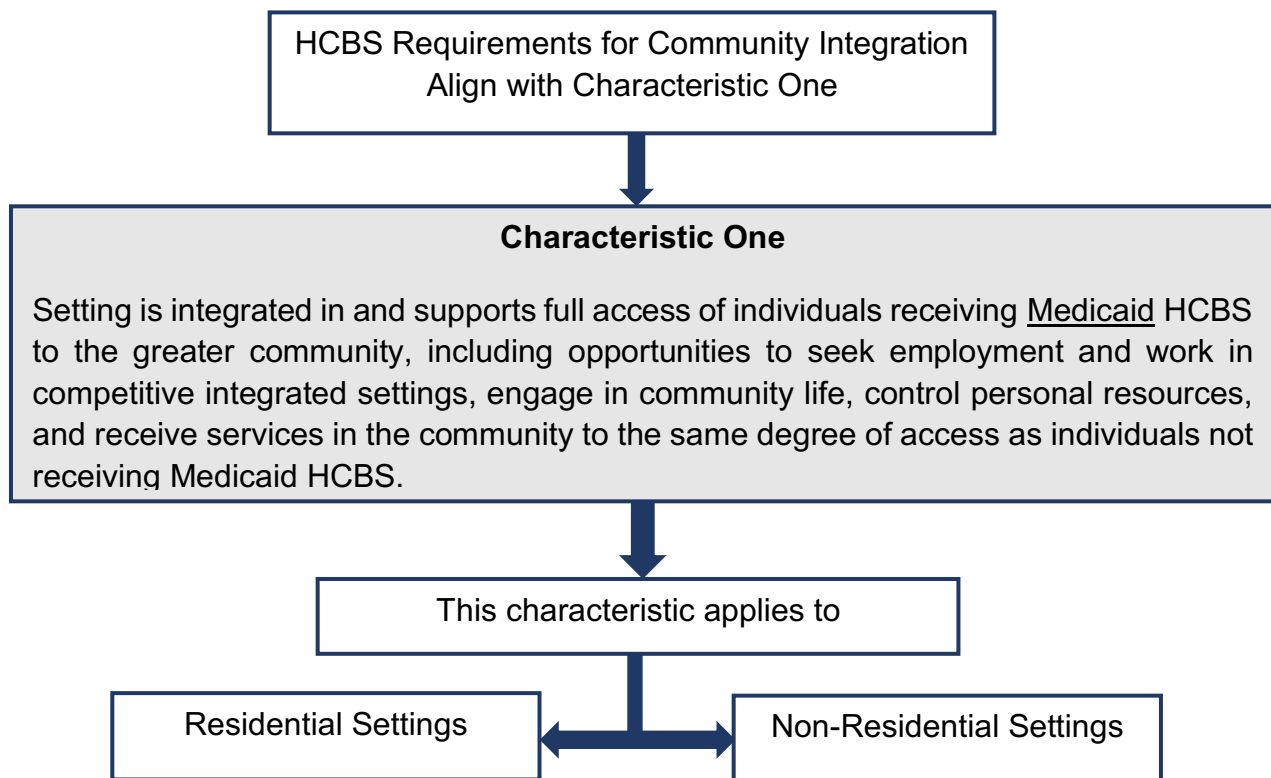 HCBS Requirements for Community Integration
Align with Characteristic One
Characteristic One
Setting is integrated in and supports full access of individuals receiving Medicaid HCBS
to the greater community, including opportunities to seek employment and work in
competitive integrated settings, engage in community life, control personal resources,
and receive services in the community to the same degree of access as individuals not
receiving Medicaid HCBS.
This characteristic applies to
Residential Settings
Non-Residential Settings